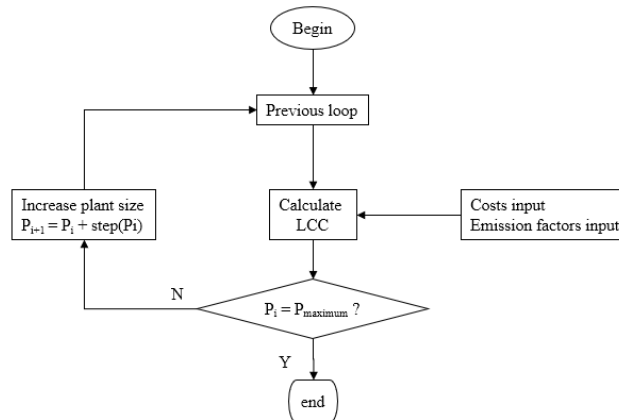 Begin
Previous loop
Increase plant size
Pᵢ₊₁ = Pᵢ + step(Pi)
Calculate
LCC
Costs input
Emission factors input
N
Pᵢ = Pₘₐₓᵢₘᵤₘ ?
Y
end